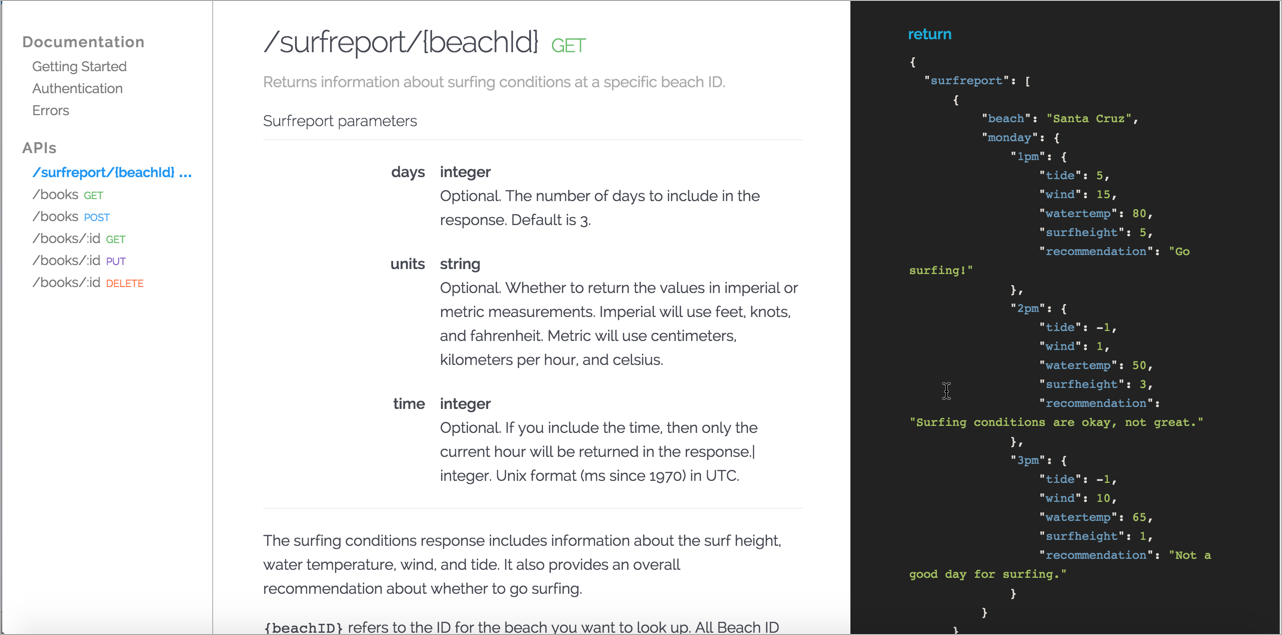 Documentation
Getting Started
Authentication
Errors
APIs
/surfreport/{beachId} ...
/books GET
/books POST
/books/:id GET
/books/:id PUT
/books/:id DELETE
/surfreport/{beachId} GET
Returns information about surfing conditions at a specific beach ID.
Surfreport parameters
days integer
Optional. The number of days to include in the
response. Default is 3.
units string
Optional. Whether to return the values in imperial or
metric measurements. Imperial will use feet, knots,
and fahrenheit. Metric will use centimeters,
kilometers per hour, and celsius.
time integer
Optional. If you include the time, then only the
current hour will be returned in the response.|
integer. Unix format (ms since 1970) in UTC.
The surfing conditions response includes information about the surf height,
water temperature, wind, and tide. It also provides an overall
recommendation about whether to go surfing.
{beachID} refers to the ID for the beach you want to look up. All Beach ID
return
{
"surfreport": [
{
"beach": "Santa Cruz",
"monday": {
"1pm": {
"tide": 5,
"wind": 15,
"watertemp": 80,
"surfheight": 5,
"recommendation": "Go
surfing!"
},
"2pm": {
"tide": -1,
"wind": 1,
"watertemp": 50,
"surfheight": 3,
"recommendation":
"Surfing conditions are okay, not great."
},
"3pm": {
"tide": -1,
"wind": 10,
"watertemp": 65,
"surfheight": 1,
"recommendation": "Not a
good day for surfing."
}
}
}